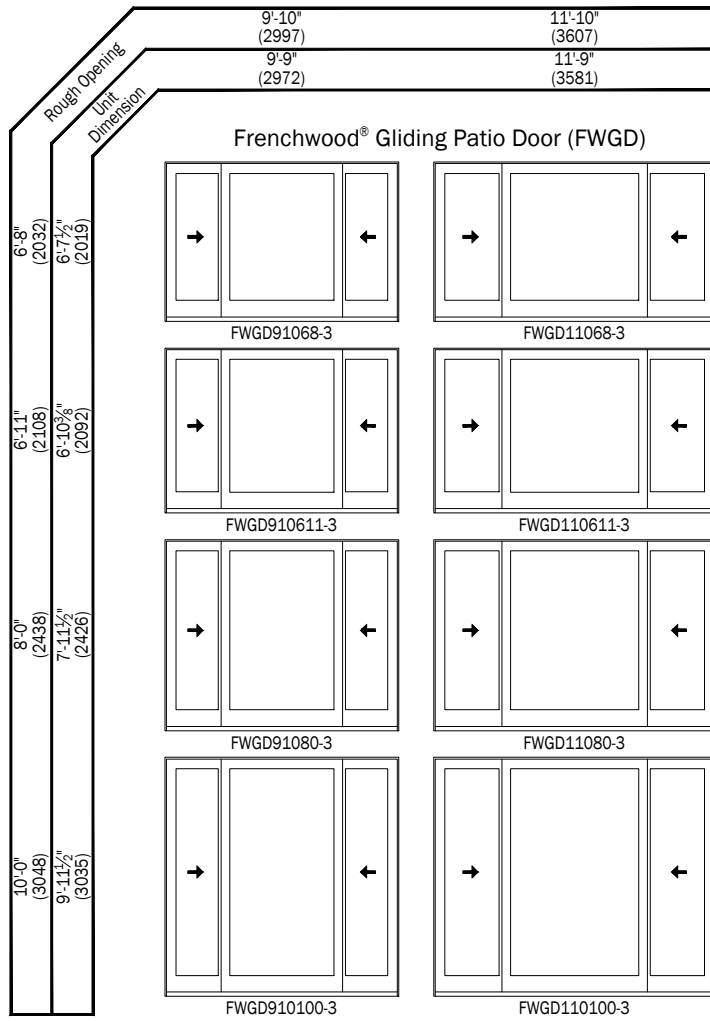 9'-10" 11'-10"
(2997) (3607)
9'-9" 11'-9"
(2972) (3581)
Rough Opening
Unit
Dimension
Frenchwood® Gliding Patio Door (FWGD)
6'-8"
(2032)
6'-7½"
(2019)
FWGD91068-3 FWGD11068-3
6'-11"
(2108)
6'-10⅜"
(2092)
FWGD910611-3 FWGD110611-3
8'-0"
(2438)
7'-11½"
(2426)
FWGD91080-3 FWGD11080-3
10'-0"
(3048)
9'-11½"
(3035)
FWGD910100-3 FWGD110100-3